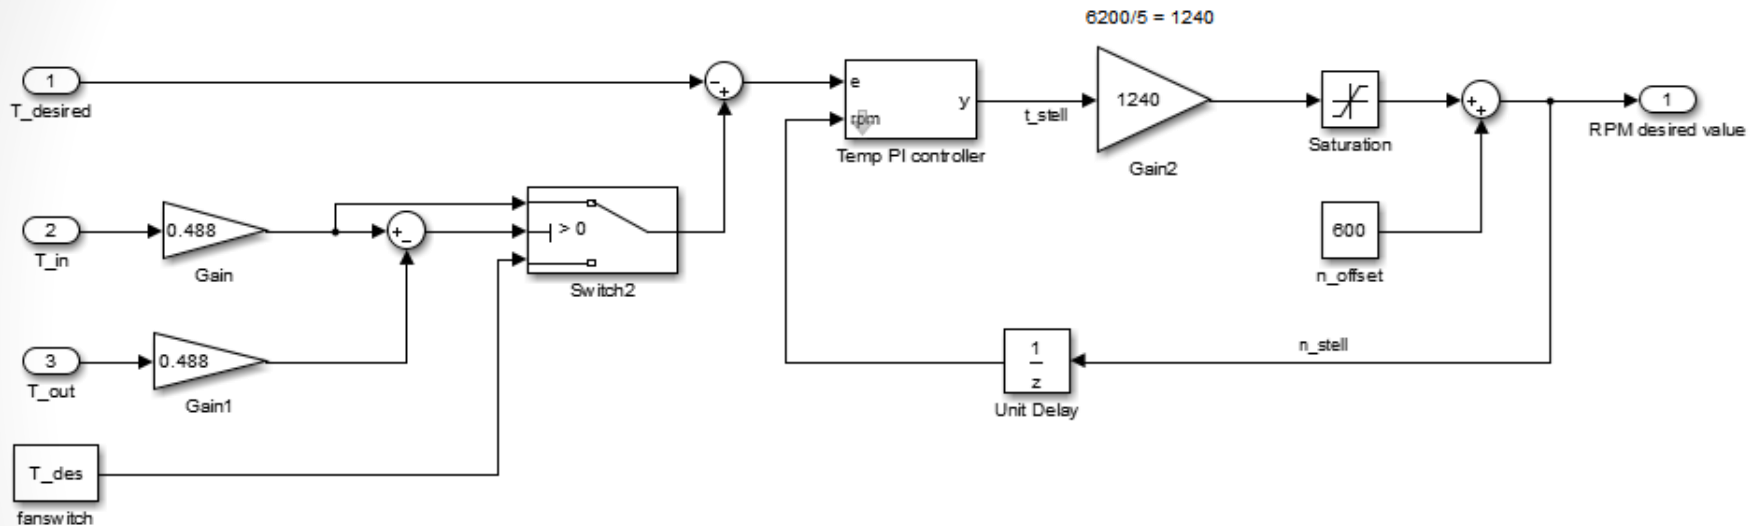 6200/5 = 1240
1
T_desired
e
rpm
y
Temp PI controller
t_stell
1240
Gain2
Saturation
1
RPM desired value
2
T_in
0.488
Gain
> 0
Switch2
600
n_offset
3
T_out
0.488
Gain1
1
z
Unit Delay
n_stell
T_des
fanswitch